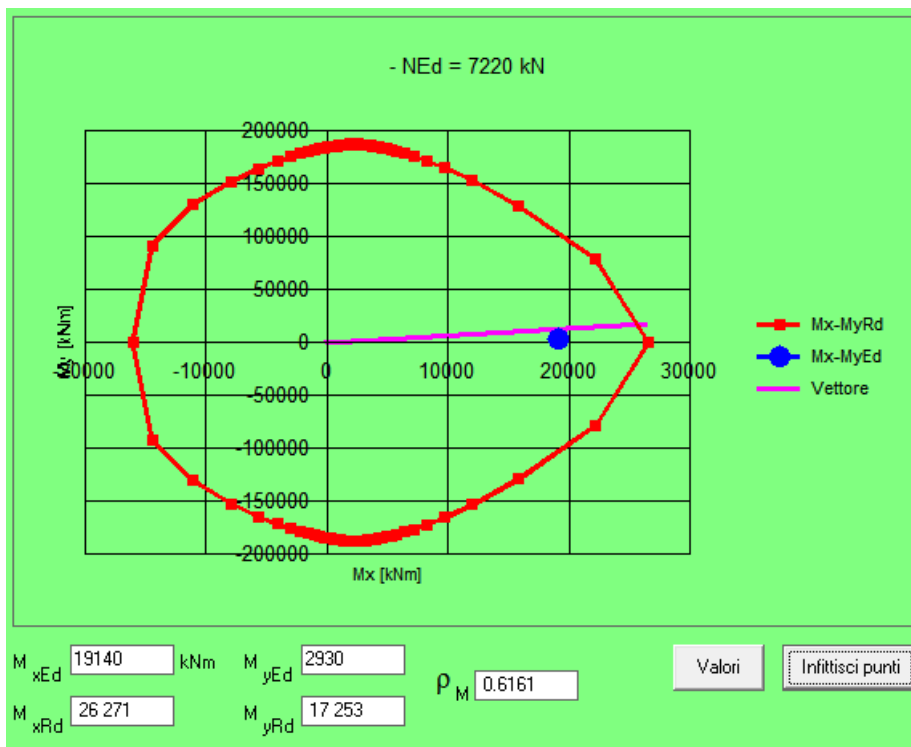 - NEd = 7220 kN
200000
150000
100000
50000
0
-50000
-100000
-150000
-200000
-20000 -10000 0 10000 20000 30000
[kNm]
Mx [kNm]
Mx-MyRd
Mx-MyEd
Vettore
M xEd 19140 kNm M yEd 2930
ρ M 0.6161
M xRd 26 271 M yRd 17 253
Valori
Infittisci punti